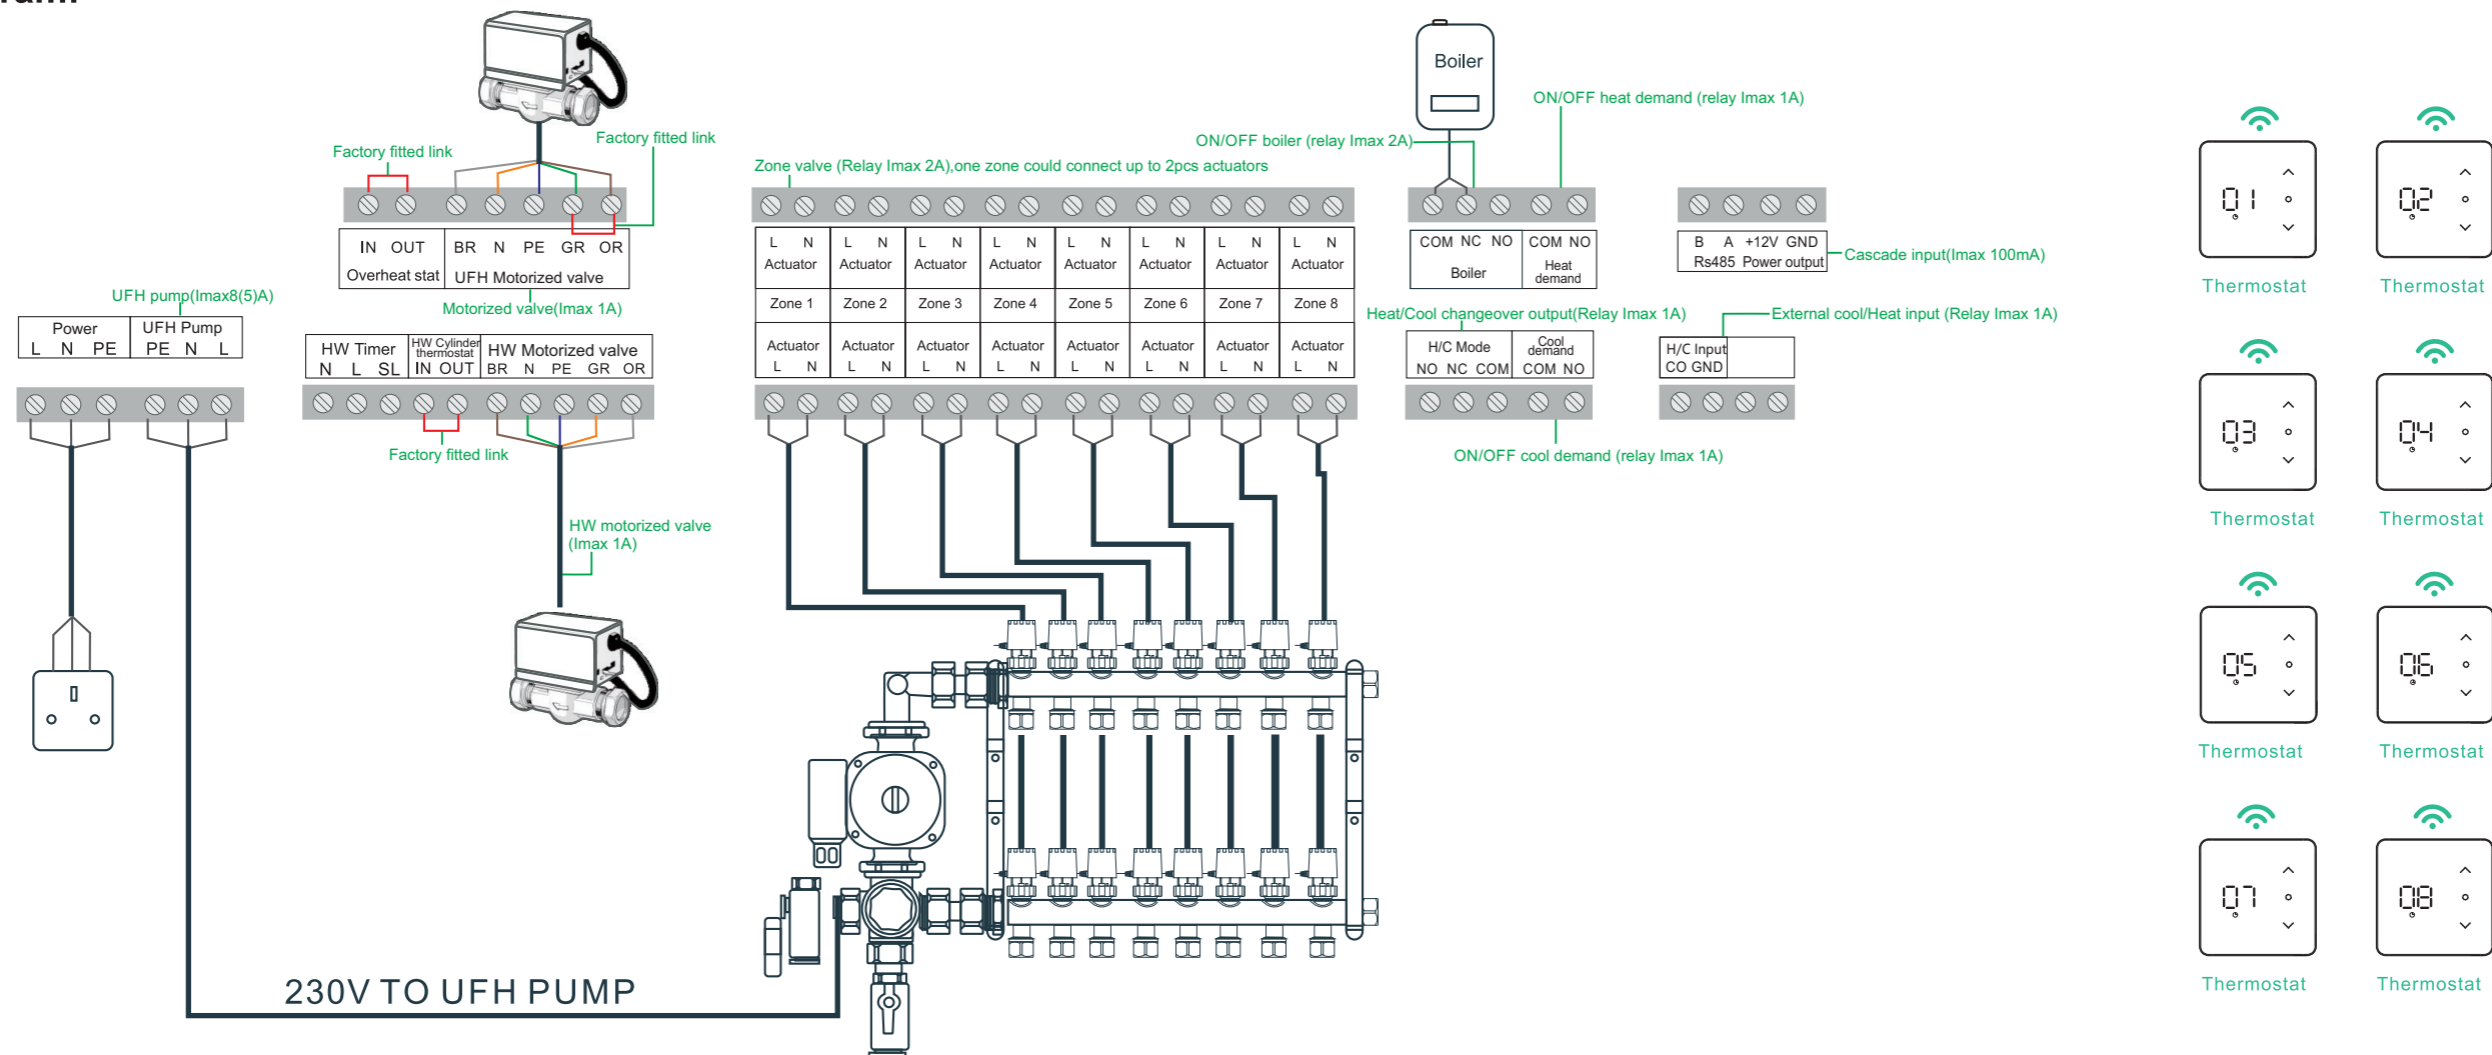 Boiler
ON/OFF heat demand (relay Imax 1A)
Factory fitted link
Factory fitted link
ON/OFF boiler (relay Imax 2A)
Zone valve (Relay Imax 2A),one zone could connect up to 2pcs actuators
IN OUT BR N PE GR OR
Overheat stat UFH Motorized valve
Motorized valve(Imax 1A)
L N L N L N L N L N L N L N L N
Actuator Actuator Actuator Actuator Actuator Actuator Actuator Actuator
Zone 1 Zone 2 Zone 3 Zone 4 Zone 5 Zone 6 Zone 7 Zone 8
Actuator Actuator Actuator Actuator Actuator Actuator Actuator Actuator
L N L N L N L N L N L N L N L N
COM NC NO COM NO
Boiler Heat
demand
B A +12V GND
Rs485 Power output
Cascade input(Imax 100mA)
UFH pump(Imax8(5)A)
Power UFH Pump
L N PE PE N L
HW Timer HW Cylinder
thermostat HW Motorized valve
N L SL IN OUT BR N PE GR OR
Factory fitted link
Heat/Cool changeover output(Relay Imax 1A)
External cool/Heat input (Relay Imax 1A)
H/C Mode Cool
demand
NO NC COM COM NO
H/C Input
CO GND
ON/OFF cool demand (relay Imax 1A)
HW motorized valve
(Imax 1A)
230V TO UFH PUMP
01 02
Thermostat Thermostat
03 04
Thermostat Thermostat
05 06
Thermostat Thermostat
07 08
Thermostat Thermostat